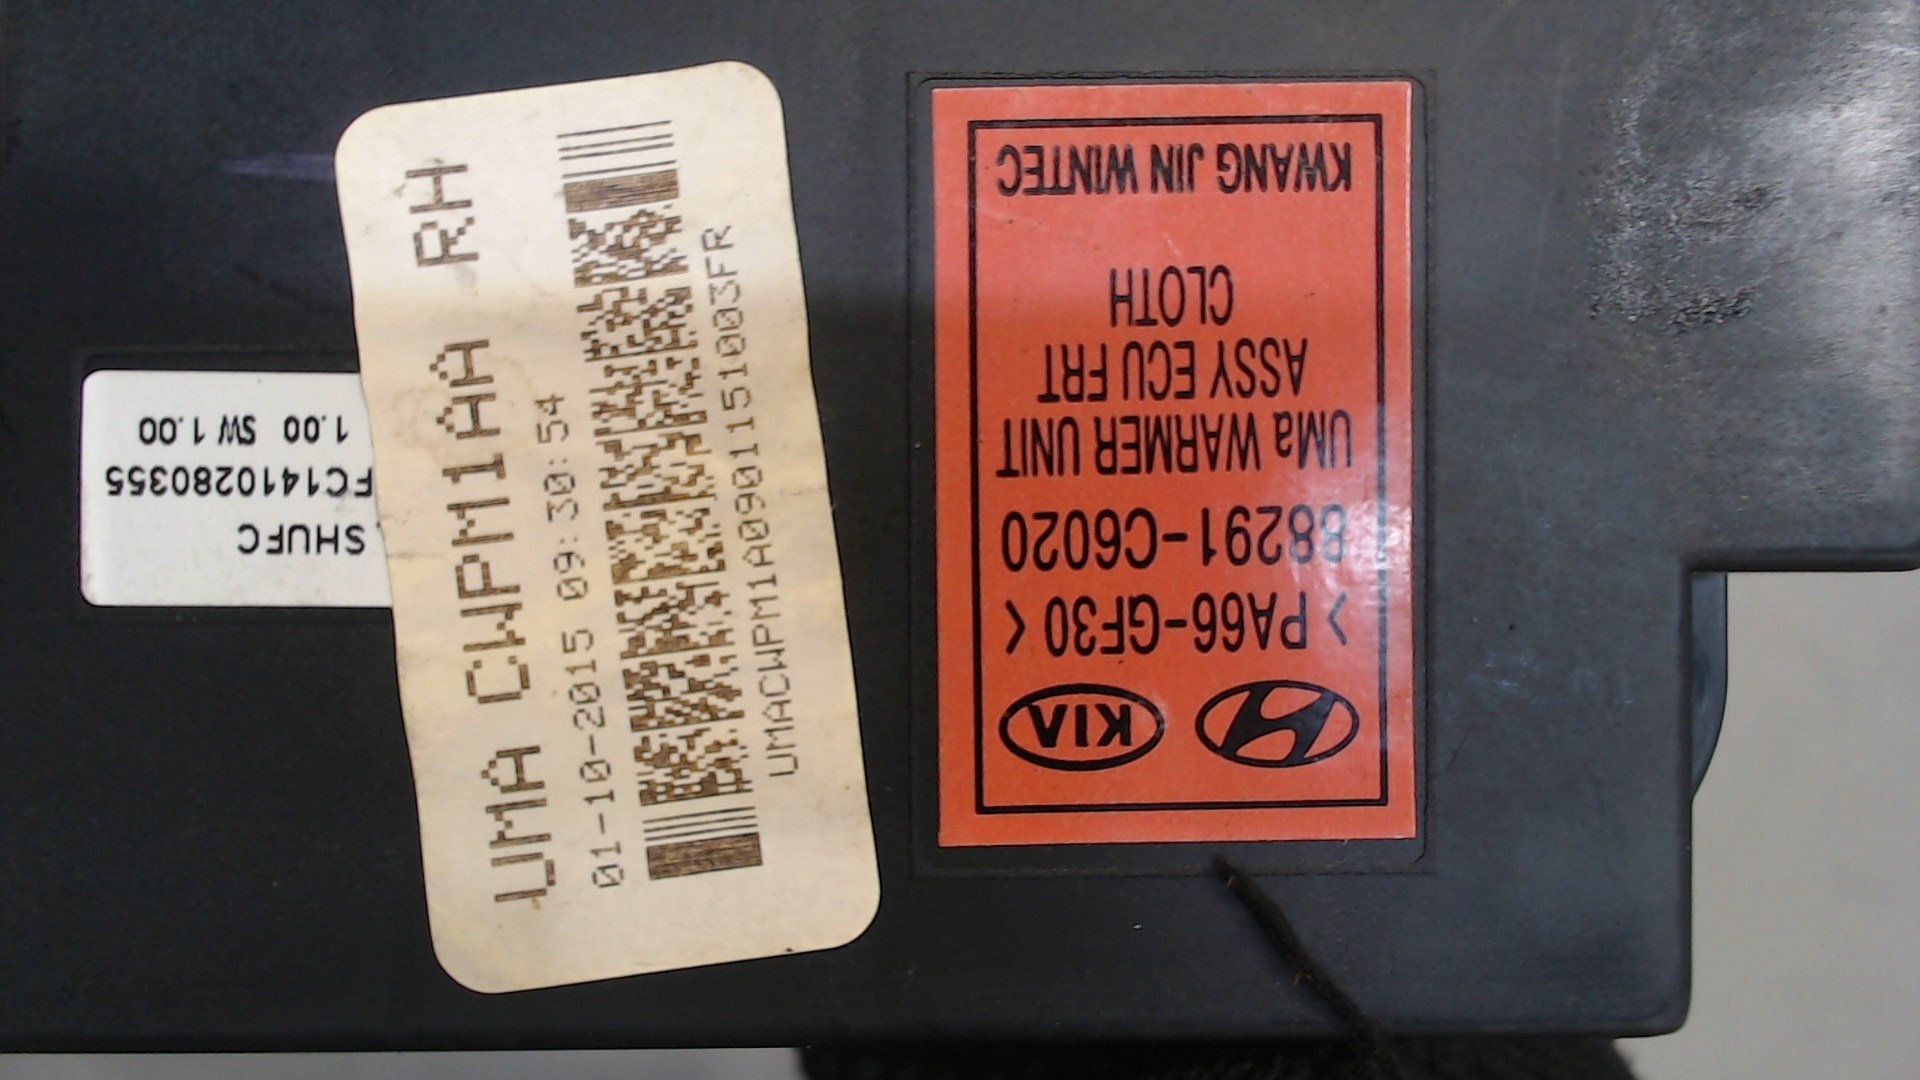 KIA
> PA66-GF30 <
88291-C6020
UMa WARMER UNIT
ASSY ECU FRT
CLOTH
KWANG JIN WINTEC
UMA CWPM1AA RH
01-10-2015 09:30:54
UMACWPM1A0901151003FR
SHUFC
FC1410280355
1.00 SW 1.00